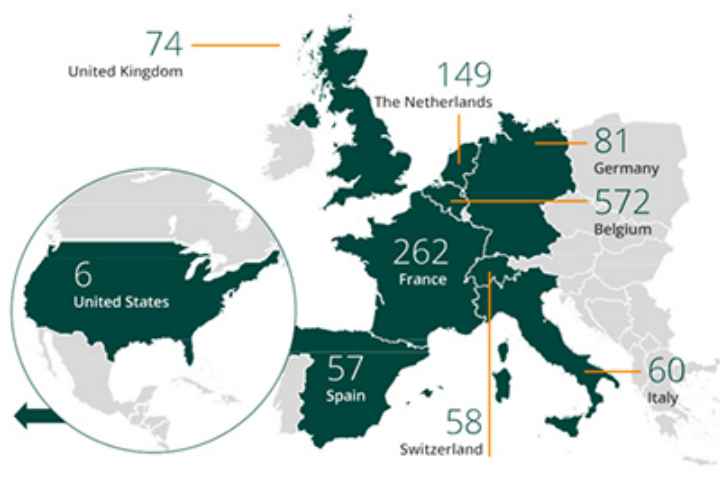 74
United Kingdom
149
The Netherlands
81
Germany
572
Belgium
262
France
6
United States
57
Spain
60
Italy
58
Switzerland